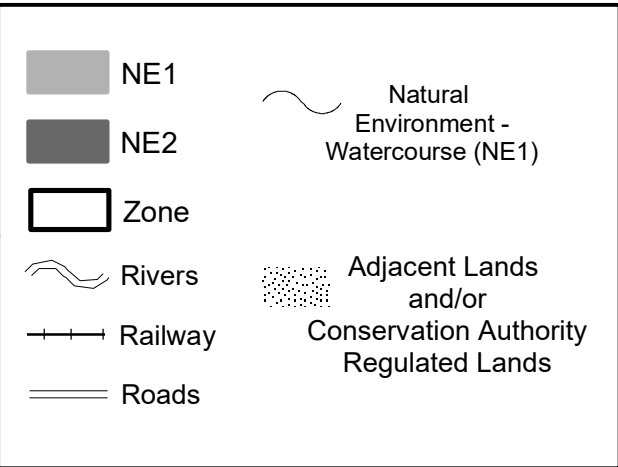 NE1
NE2
Zone
Rivers
Railway
Roads
Natural
Environment -
Watercourse (NE1)
Adjacent Lands
and/or
Conservation Authority
Regulated Lands